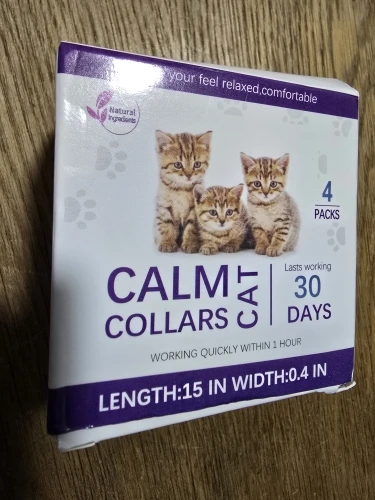 your feel relaxed,comfortable
Natural
Ingredients
4
PACKS
CALM
COLLARS
CAT
Lasts working
30
DAYS
WORKING QUICKLY WITHIN 1 HOUR
LENGTH:15 IN WIDTH:0.4 IN